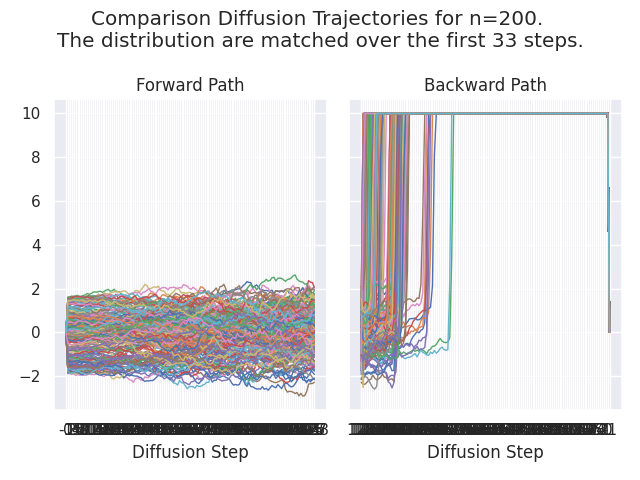 Comparison Diffusion Trajectories for n=200.
The distribution are matched over the first 33 steps.
Forward Path
Backward Path
10
8
6
4
2
0
−2
Diffusion Step
Diffusion Step